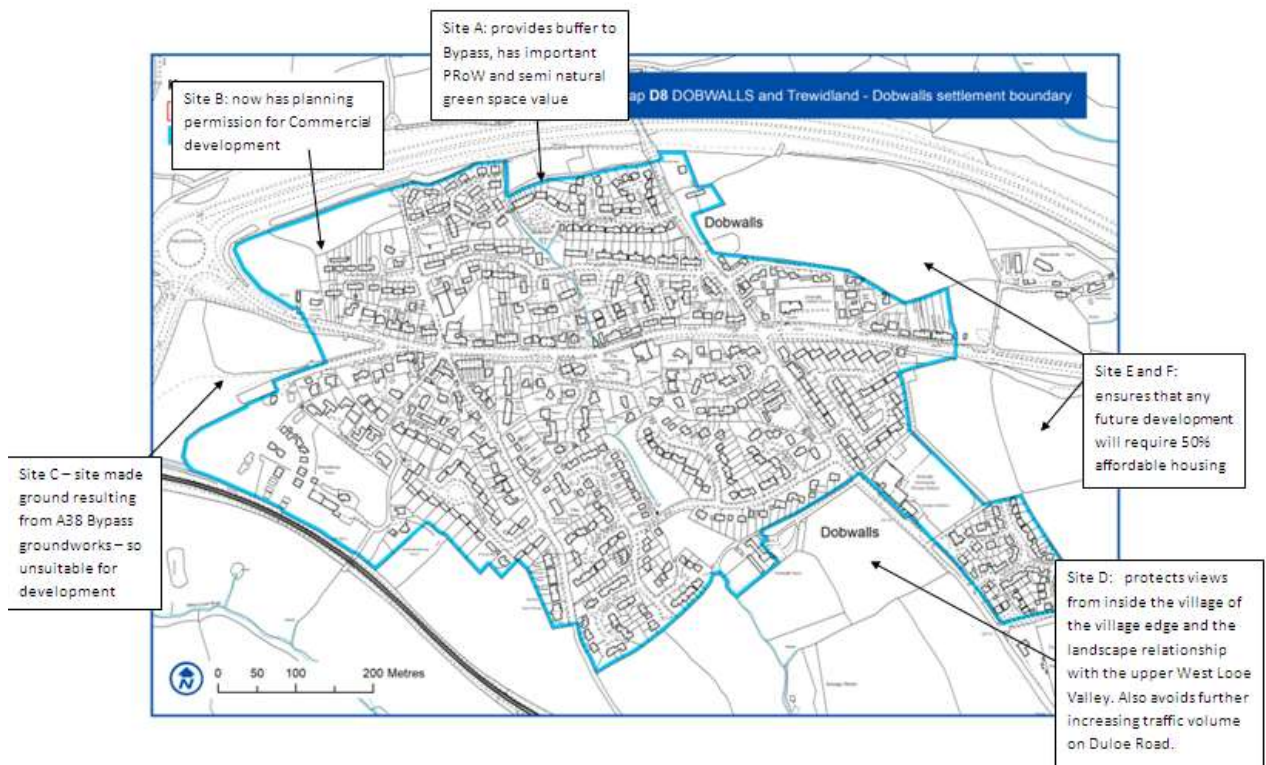 Site A: provides buffer to
Bypass, has important
PRoW and semi natural
green space value
Site B: now has planning
permission for Commercial
development
ap D8 DOBWALLS and Trewidland - Dobwalls settlement boundary
Dobwalls
Site E and F:
ensures that any
future development
will require 50%
affordable housing
Site C – site made
ground resulting
from A38 Bypass
groundworks – so
unsuitable for
development
Dobwalls
Site D: protects views
from inside the village of
the village edge and the
landscape relationship
with the upper West Looe
Valley. Also avoids further
increasing traffic volume
on Duloe Road.
N
0 50 100 200 Metres